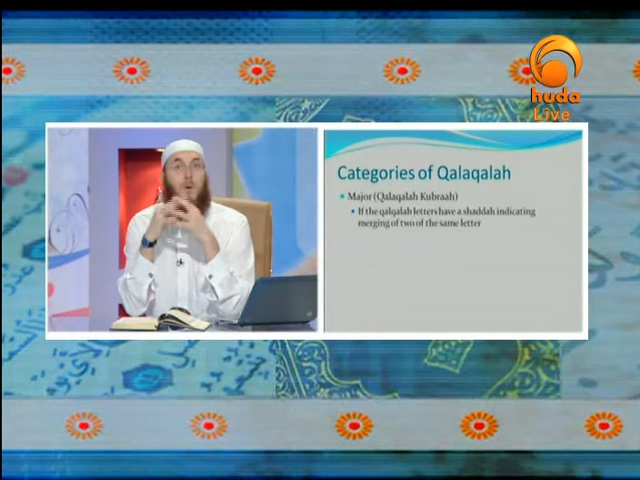 huda
Live
Categories of Qalaqalah
Major (Qalaqalah Kubraah)
If the qalqalah letters have a shaddah indicating
merging of two of the same letter